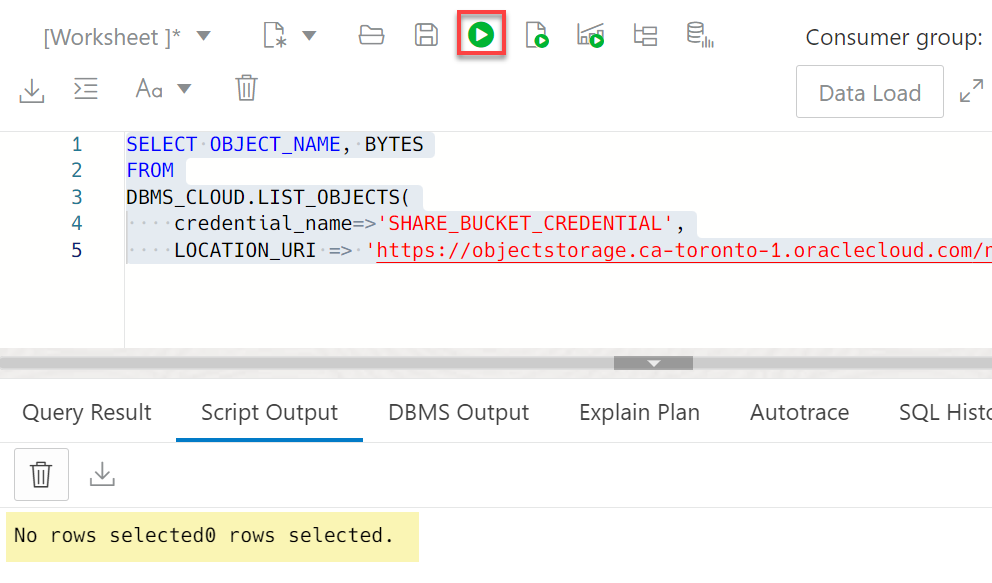 [Worksheet ]*
Consumer group:
Aa
Data Load
1 SELECT OBJECT_NAME, BYTES
2 FROM
3 DBMS_CLOUD.LIST_OBJECTS(
4 credential_name=>'SHARE_BUCKET_CREDENTIAL',
5 LOCATION_URI => 'https://objectstorage.ca-toronto-1.oraclecloud.com/
Query Result Script Output DBMS Output Explain Plan Autotrace SQL
No rows selected0 rows selected.